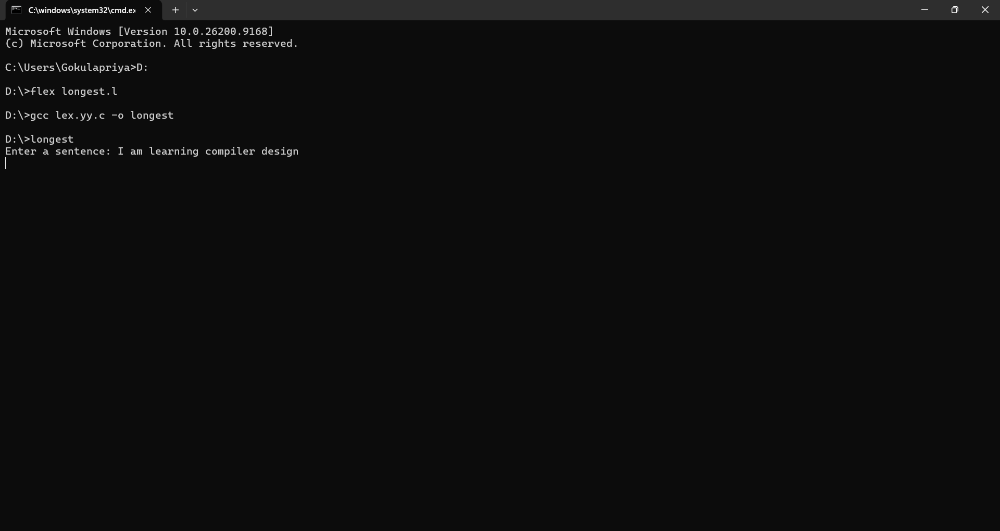 C:\windows\system32\cmd.ex
Microsoft Windows [Version 10.0.26200.9168]
(c) Microsoft Corporation. All rights reserved.
C:\Users\Gokulapriya>D:
D:\>flex longest.l
D:\>gcc lex.yy.c -o longest
D:\>longest
Enter a sentence: I am learning compiler design